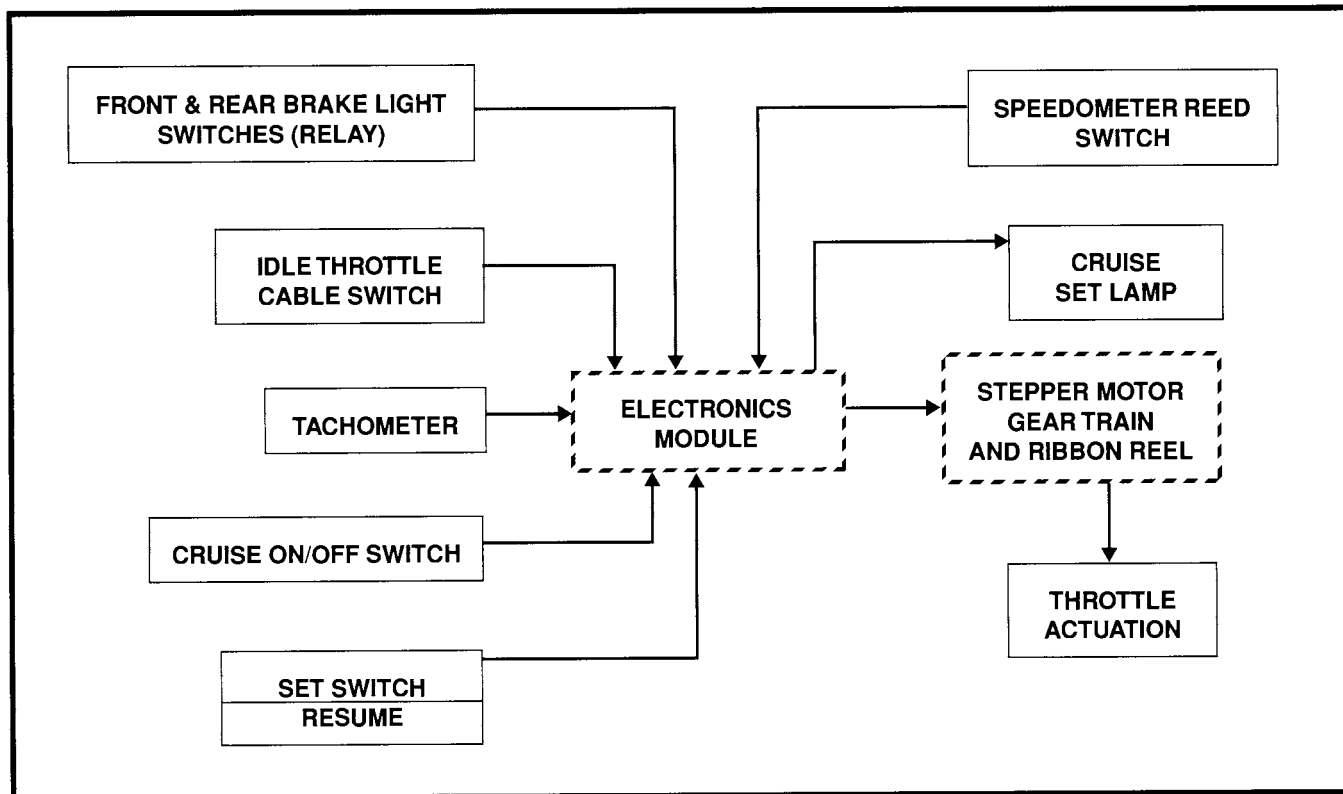 FRONT & REAR BRAKE LIGHT
SWITCHES (RELAY)
SPEEDOMETER REED
SWITCH
IDLE THROTTLE
CABLE SWITCH
CRUISE
SET LAMP
TACHOMETER
ELECTRONICS
MODULE
STEPPER MOTOR
GEAR TRAIN
AND RIBBON REEL
CRUISE ON/OFF SWITCH
THROTTLE
ACTUATION
SET SWITCH
RESUME